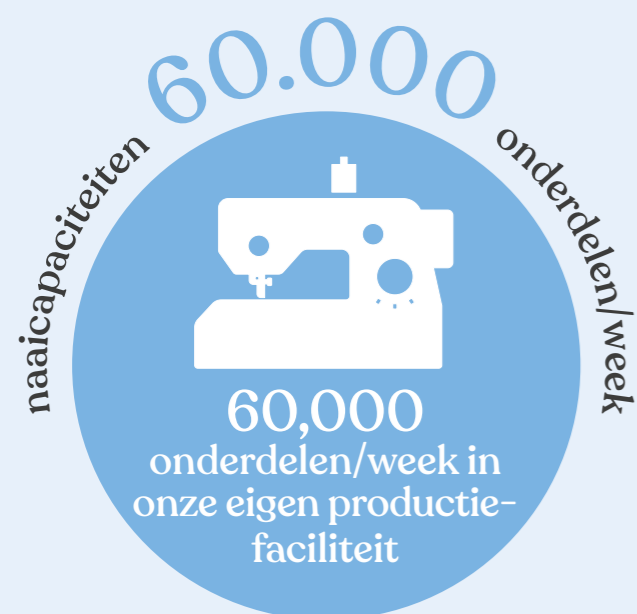 naaicapaciteiten 60.000 onderdelen/week
60,000
onderdelen/week in
onze eigen productie-
faciliteit